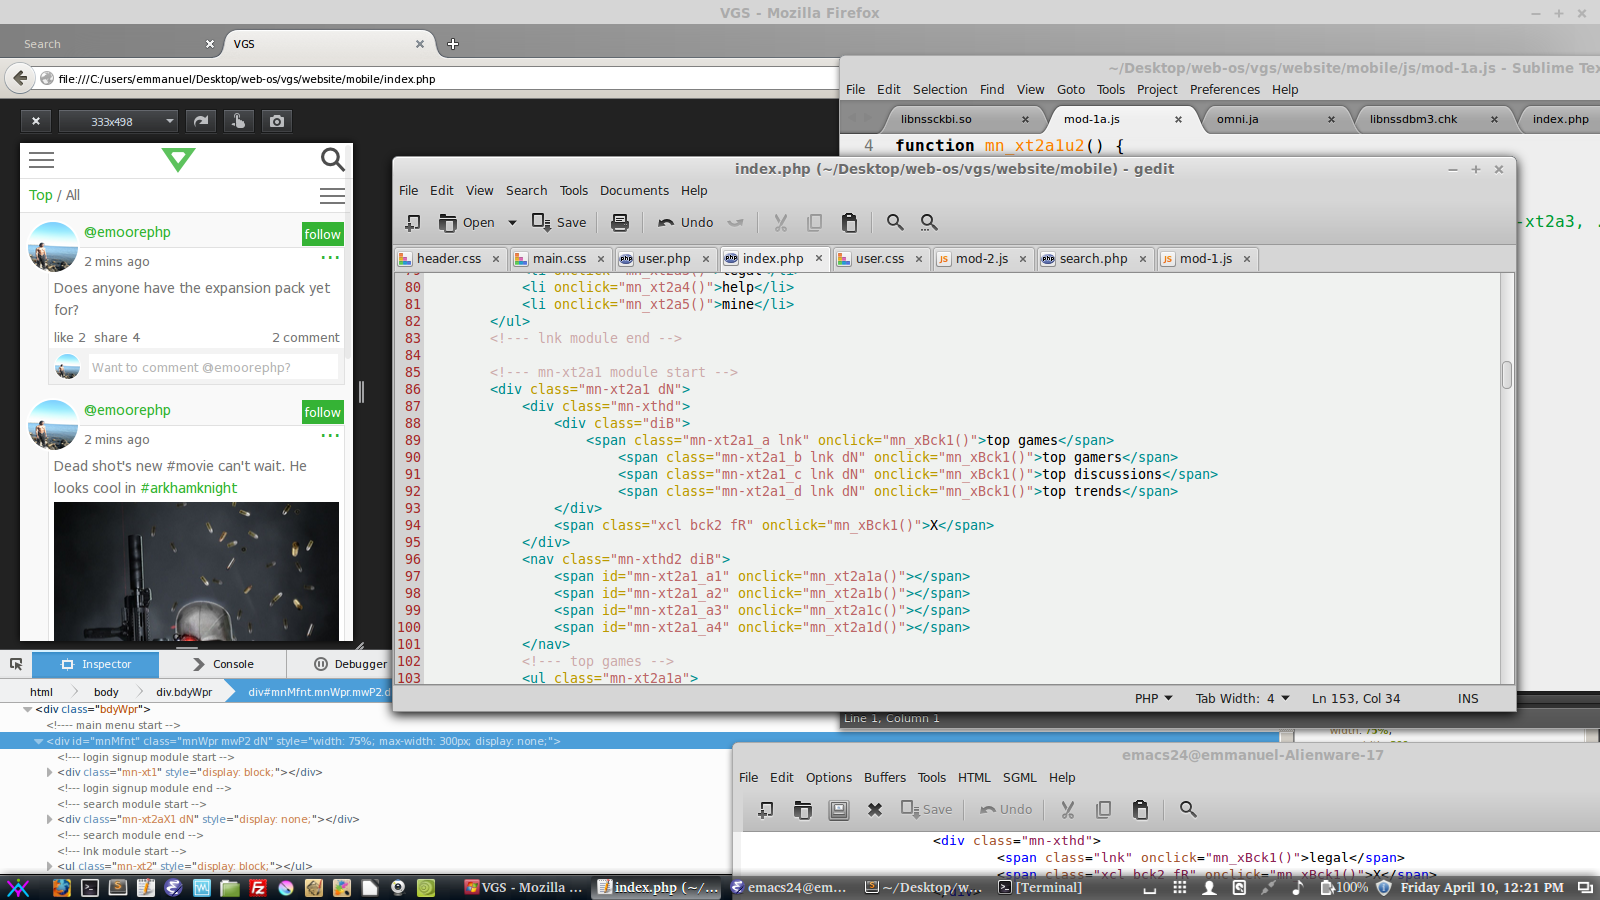 VGS - Mozilla Firefox
Search
VGS
file:///C:/users/emmanuel/Desktop/web-os/vgs/website/mobile/index.php
333x498
Top / All
@emoorephp
follow
2 mins ago
Does anyone have the expansion pack yet
for?
like 2 share 4 2 comment
Want to comment @emoorephp?
@emoorephp
follow
2 mins ago
Dead shot's new #movie can't wait. He
looks cool in #arkhamknight
Inspector Console Debugger
html body div.bdyWpr div#mnMfnt.mnWpr.mwP2.d
<div class="bdyWpr">
<!---- main menu start -->
<div id="mnMfnt" class="mnWpr mwP2 dN" style="width: 75%; max-width: 300px; display: none;">
<!--- login signup module start -->
<div class="mn-xt1" style="display: block;"></div>
<!--- login signup module end -->
<!--- search module start -->
<div class="mn-xt2aX1 dN" style="display: none;"></div>
<!--- search module end -->
<!--- lnk module start -->
<ul class="mn-xt2" style="display: block;"></ul>
~/Desktop/web-os/vgs/website/mobile/js/mod-1a.js - Sublime Tex
File Edit Selection Find View Goto Tools Project Preferences Help
libnssckbi.so mod-1a.js omni.ja libnssdbm3.chk index.php
4 function mn_xt2a1u2() {
-xt2a3, .
Line 1, Column 1
width: 75%;
index.php (~/Desktop/web-os/vgs/website/mobile) - gedit
File Edit View Search Tools Documents Help
Open Save Undo
header.css main.css user.php index.php user.css mod-2.js search.php mod-1.js
80 <li onclick="mn_xt2a4()">help</li>
81 <li onclick="mn_xt2a5()">mine</li>
82 </ul>
83 <!--- lnk module end -->
84
85 <!--- mn-xt2a1 module start -->
86 <div class="mn-xt2a1 dN">
87 <div class="mn-xthd">
88 <div class="diB">
89 <span class="mn-xt2a1_a lnk" onclick="mn_xBck1()">top games</span>
90 <span class="mn-xt2a1_b lnk dN" onclick="mn_xBck1()">top gamers</span>
91 <span class="mn-xt2a1_c lnk dN" onclick="mn_xBck1()">top discussions</span>
92 <span class="mn-xt2a1_d lnk dN" onclick="mn_xBck1()">top trends</span>
93 </div>
94 <span class="xcl bck2 fR" onclick="mn_xBck1()">X</span>
95 </div>
96 <nav class="mn-xthd2 diB">
97 <span id="mn-xt2a1_a1" onclick="mn_xt2a1a()"></span>
98 <span id="mn-xt2a1_a2" onclick="mn_xt2a1b()"></span>
99 <span id="mn-xt2a1_a3" onclick="mn_xt2a1c()"></span>
100 <span id="mn-xt2a1_a4" onclick="mn_xt2a1d()"></span>
101 </nav>
102 <!--- top games -->
103 <ul class="mn-xt2a1a">
PHP Tab Width: 4 Ln 153, Col 34 INS
emacs24@emmanuel-Alienware-17
File Edit Options Buffers Tools HTML SGML Help
Save Undo
<div class="mn-xthd">
<span class="lnk" onclick="mn_xBck1()">legal</span>
<span class="xcl bck2 fR" onclick="mn_xBck1()">X</span>
VGS - Mozilla ... index.php (~/... emacs24@em... ~/Desktop/w... [Terminal] 100% Friday April 10, 12:21 PM